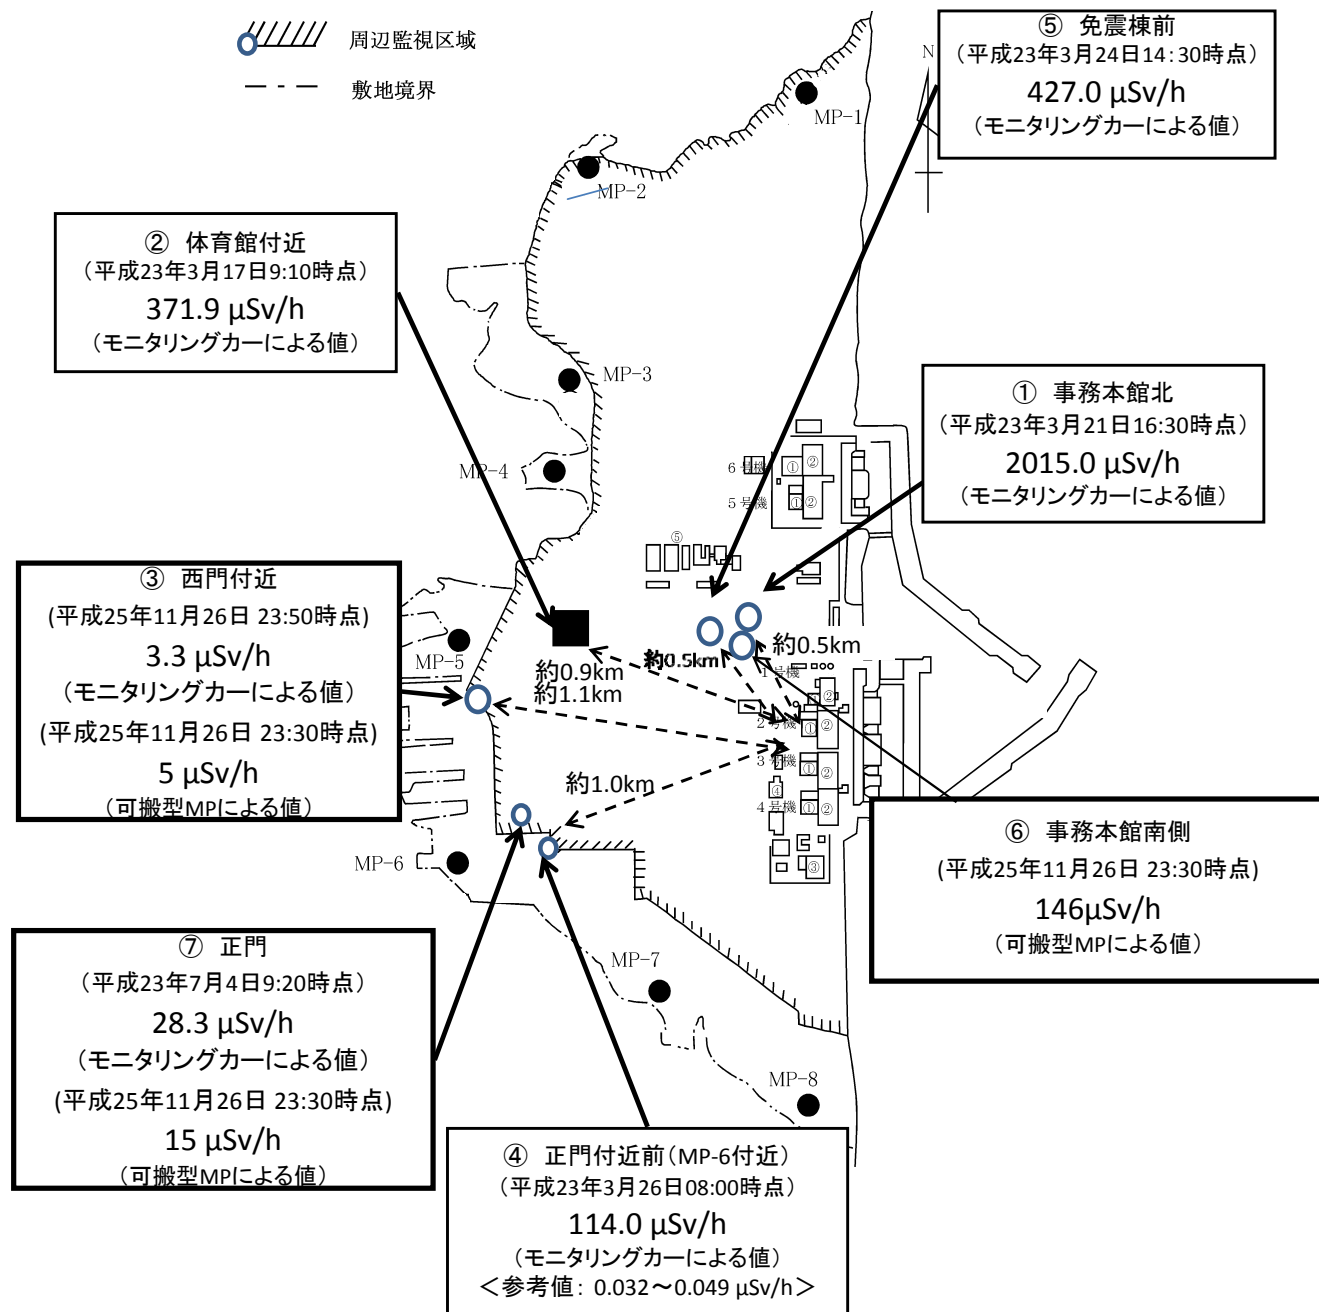 周辺監視区域
敷地境界
⑤ 免震棟前
(平成23年3月24日14:30時点)
427.0 µSv/h
(モニタリングカーによる値)
N
MP-1
MP-2
② 体育館付近
(平成23年3月17日9:10時点)
371.9 µSv/h
(モニタリングカーによる値)
MP-3
① 事務本館北
(平成23年3月21日16:30時点)
2015.0 µSv/h
(モニタリングカーによる値)
MP-4
6号機
①
②
5号機
①
②
⑤
③ 西門付近
(平成25年11月26日 23:50時点)
3.3 µSv/h
(モニタリングカーによる値)
(平成25年11月26日 23:30時点)
5 µSv/h
(可搬型MPによる値)
MP-5
約0.9km
約1.1km
約0.5km
約0.5km
1号機
②
2号機
①
②
3号機
①
②
④
4号機
①
②
③
約1.0km
MP-6
⑥ 事務本館南側
(平成25年11月26日 23:30時点)
146µSv/h
(可搬型MPによる値)
⑦ 正門
(平成23年7月4日9:20時点)
28.3 µSv/h
(モニタリングカーによる値)
(平成25年11月26日 23:30時点)
15 µSv/h
(可搬型MPによる値)
MP-7
MP-8
④ 正門付近前(MP-6付近)
(平成23年3月26日08:00時点)
114.0 µSv/h
(モニタリングカーによる値)
<参考値: 0.032～0.049 µSv/h>